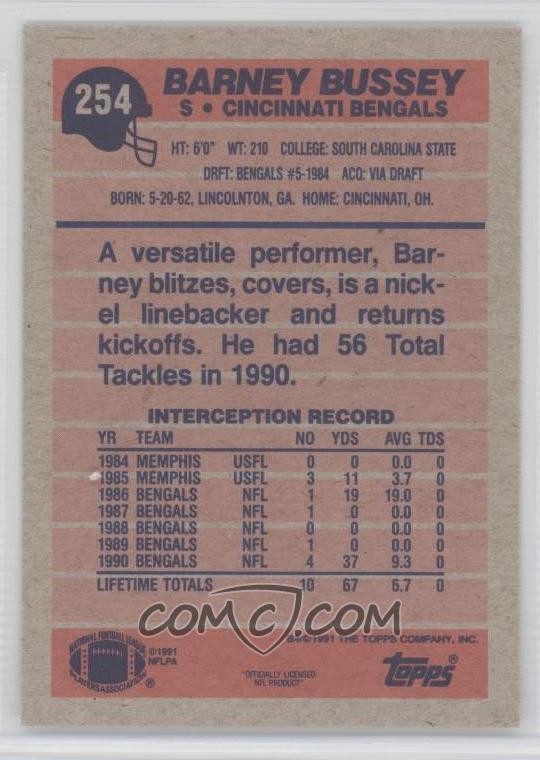 254
BARNEY BUSSEY
S • CINCINNATI BENGALS
HT: 6'0" WT: 210 COLLEGE: SOUTH CAROLINA STATE
DRFT: BENGALS #5-1984 ACQ: VIA DRAFT
BORN: 5-20-62, LINCOLNTON, GA. HOME: CINCINNATI, OH.
A versatile performer, Bar-
ney blitzes, covers, is a nick-
el linebacker and returns
kickoffs. He had 56 Total
Tackles in 1990.
INTERCEPTION RECORD
YR TEAM NO YDS AVG TDS
1984 MEMPHIS USFL 0 0 0.0 0
1985 MEMPHIS USFL 3 11 3.7 0
1986 BENGALS NFL 1 19 19.0 0
1987 BENGALS NFL 1 0 0.0 0
1988 BENGALS NFL 0 0 0.0 0
1989 BENGALS NFL 1 0 0.0 0
1990 BENGALS NFL 4 37 9.3 0
LIFETIME TOTALS 10 67 6.7 0
COMC.COM
©1991 THE TOPPS COMPANY, INC.
NATIONAL FOOTBALL LEAGUE
PLAYERS ASSOCIATION ®
©1991
NFLPA
"OFFICIALLY LICENSED
NFL PRODUCT"
topps®